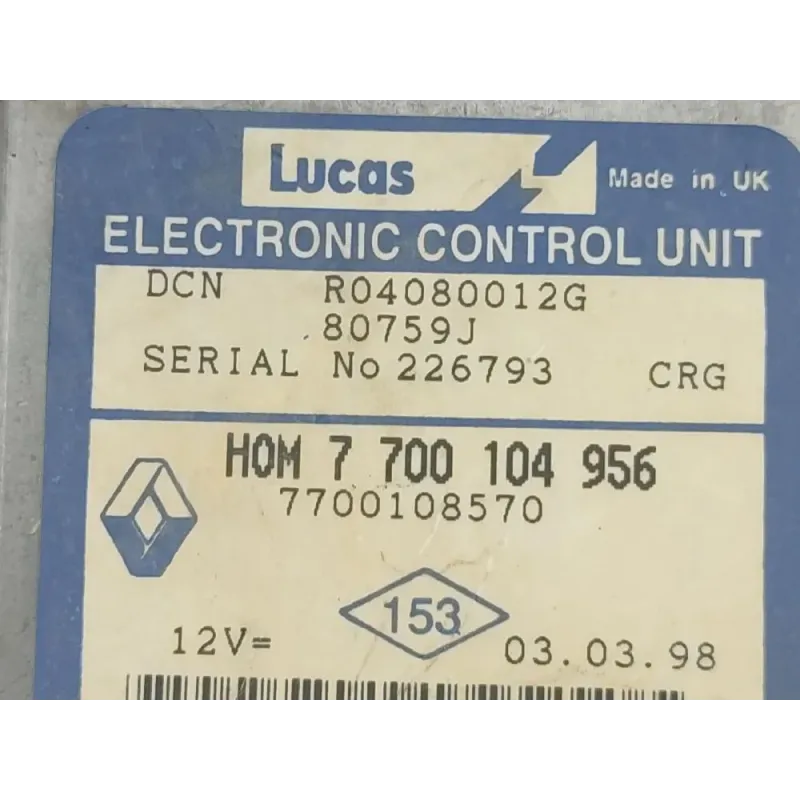 Lucas Made in UK
ELECTRONIC CONTROL UNIT
DCN R04080012G
80759J
SERIAL No 226793 CRG
HOM 7 700 104 956
7700108570
153
12V= 03.03.98